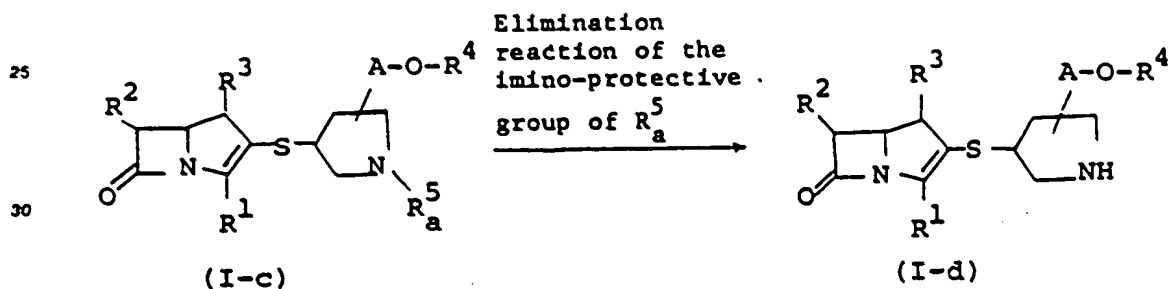 Elimination
reaction of the
imino-protective
group of R⁵ₐ
25
R² R³ A-O-R⁴
O N S N
R¹ R⁵ₐ
30
(I-c)
R² R³ A-O-R⁴
O N S NH
R¹
(I-d)